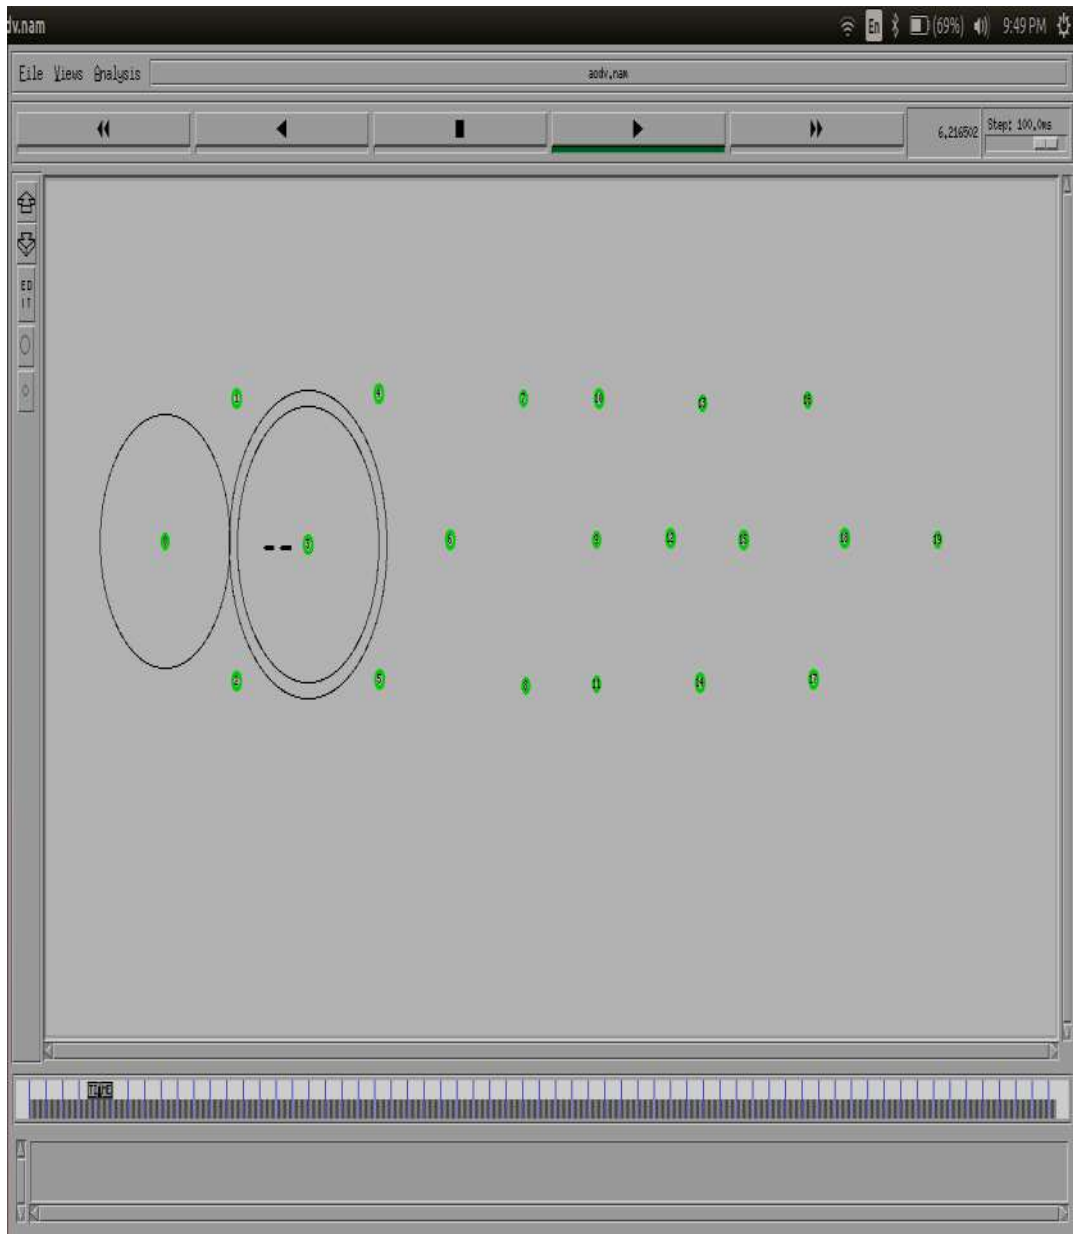 dv.nam En (69%) 9:49 PM
File Views Analysis aodv.nam
6.216502 Step: 100.0ms
ED
IT
1 4 7 10 13 16
0 3 6 9 12 15 18 19
2 5 8 11 14 17
TIME